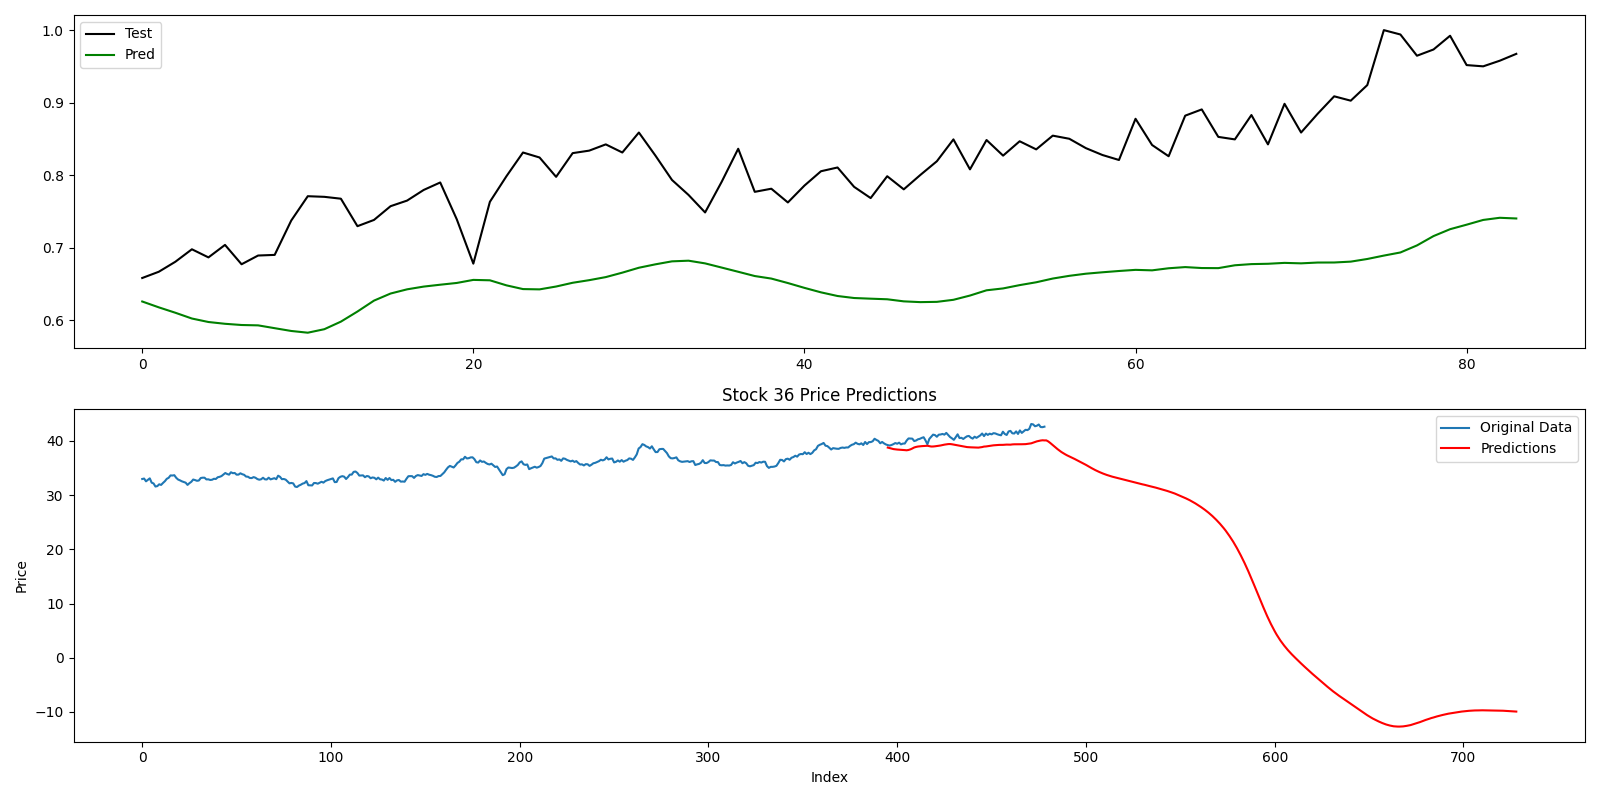 Test
Pred
1.0
0.9
0.8
0.7
0.6
0 20 40 60 80
Stock 36 Price Predictions
Original Data
Predictions
Price
40
30
20
10
0
−10
0 100 200 300 400 500 600 700
Index